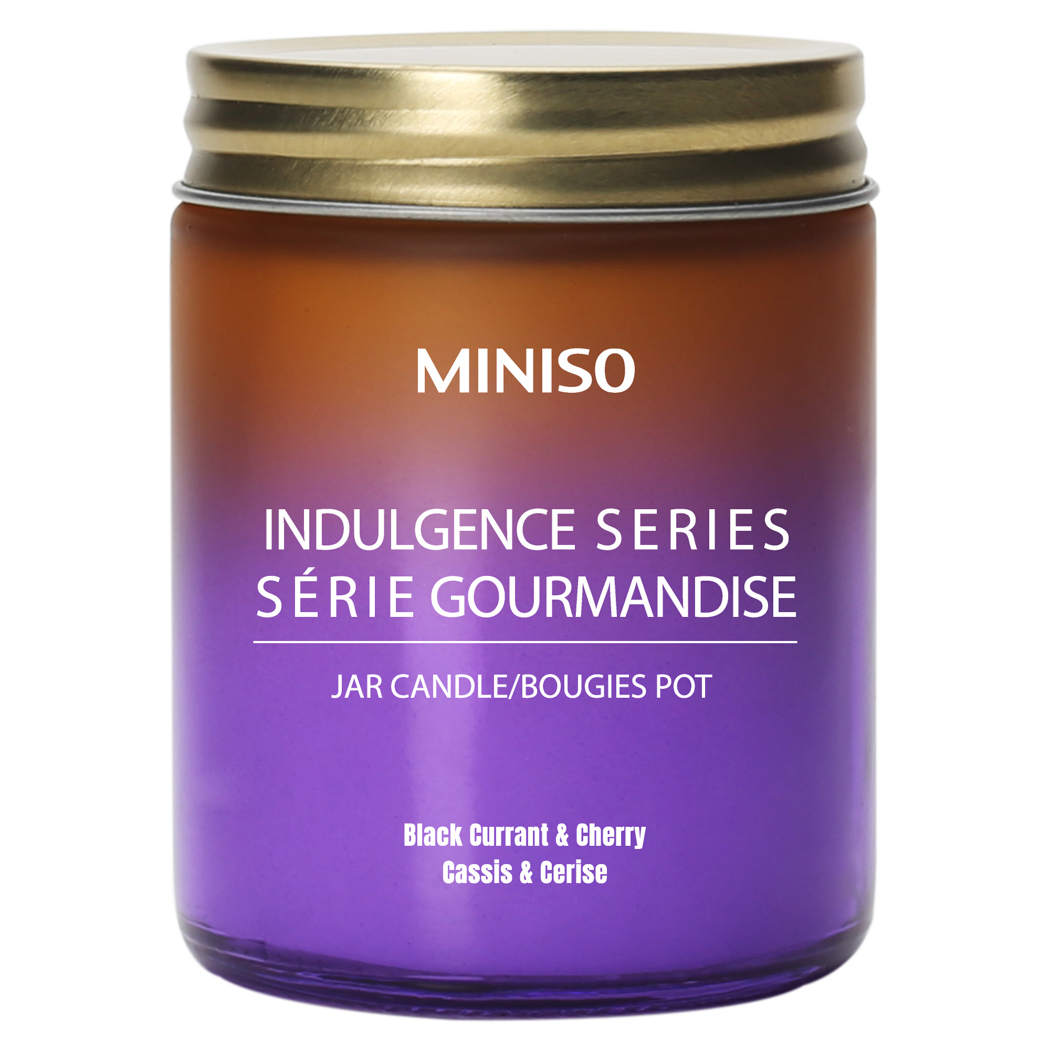 MINISO
INDULGENCE SERIES
SÉRIE GOURMANDISE
JAR CANDLE/BOUGIES POT
Black Currant & Cherry
Cassis & Cerise